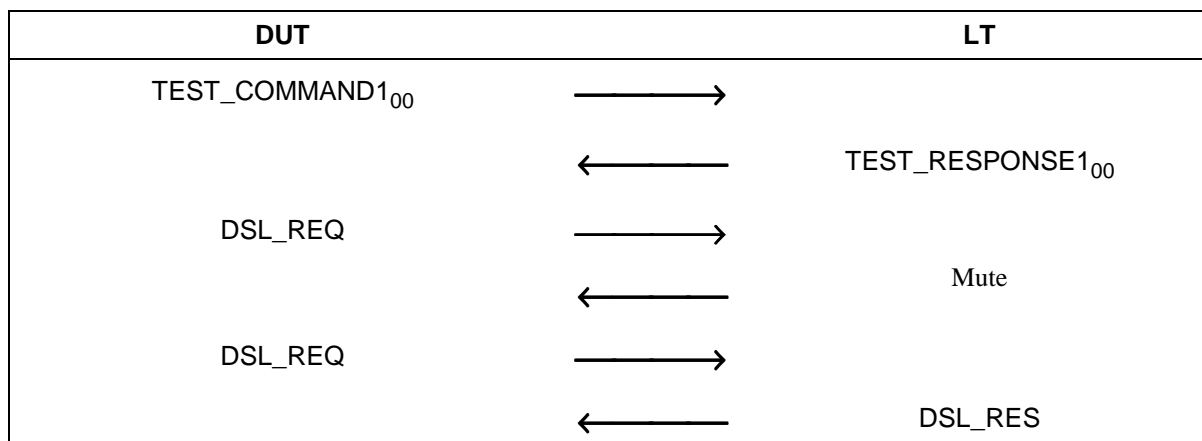 DUT LT
TEST_COMMAND1₀₀
TEST_RESPONSE1₀₀
DSL_REQ
Mute
DSL_REQ
DSL_RES